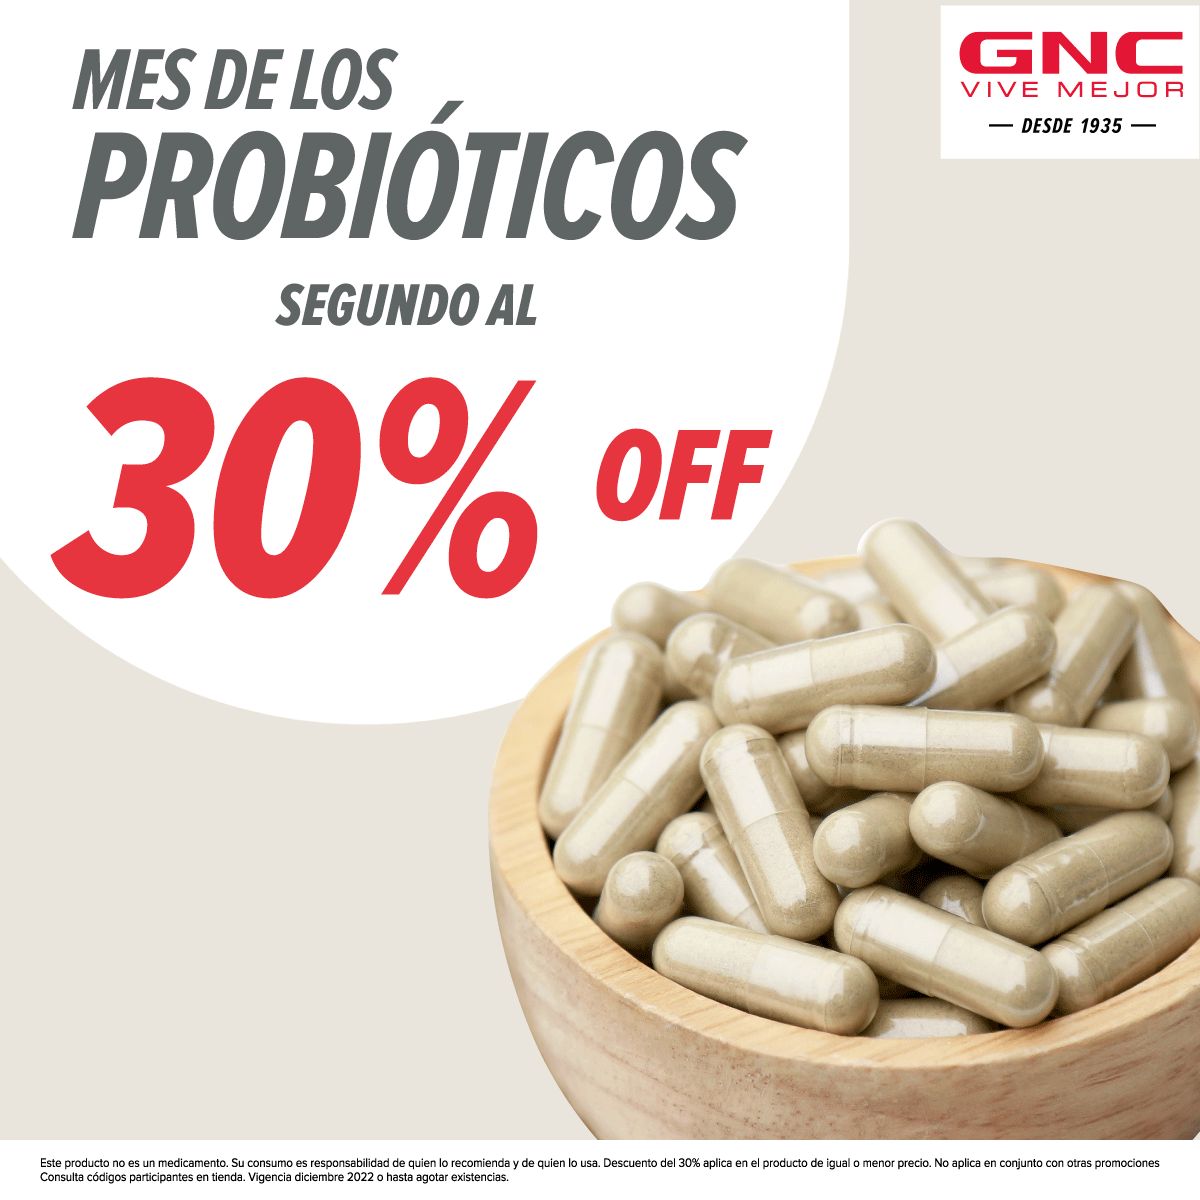 MES DE LOS
PROBIÓTICOS
SEGUNDO AL
30% OFF
GNC
VIVE MEJOR
— DESDE 1935 —
Este producto no es un medicamento. Su consumo es responsabilidad de quien lo recomienda y de quien lo usa. Descuento del 30% aplica en el producto de igual o menor precio. No aplica en conjunto con otras promociones
Consulta códigos participantes en tienda. Vigencia diciembre 2022 o hasta agotar existencias.